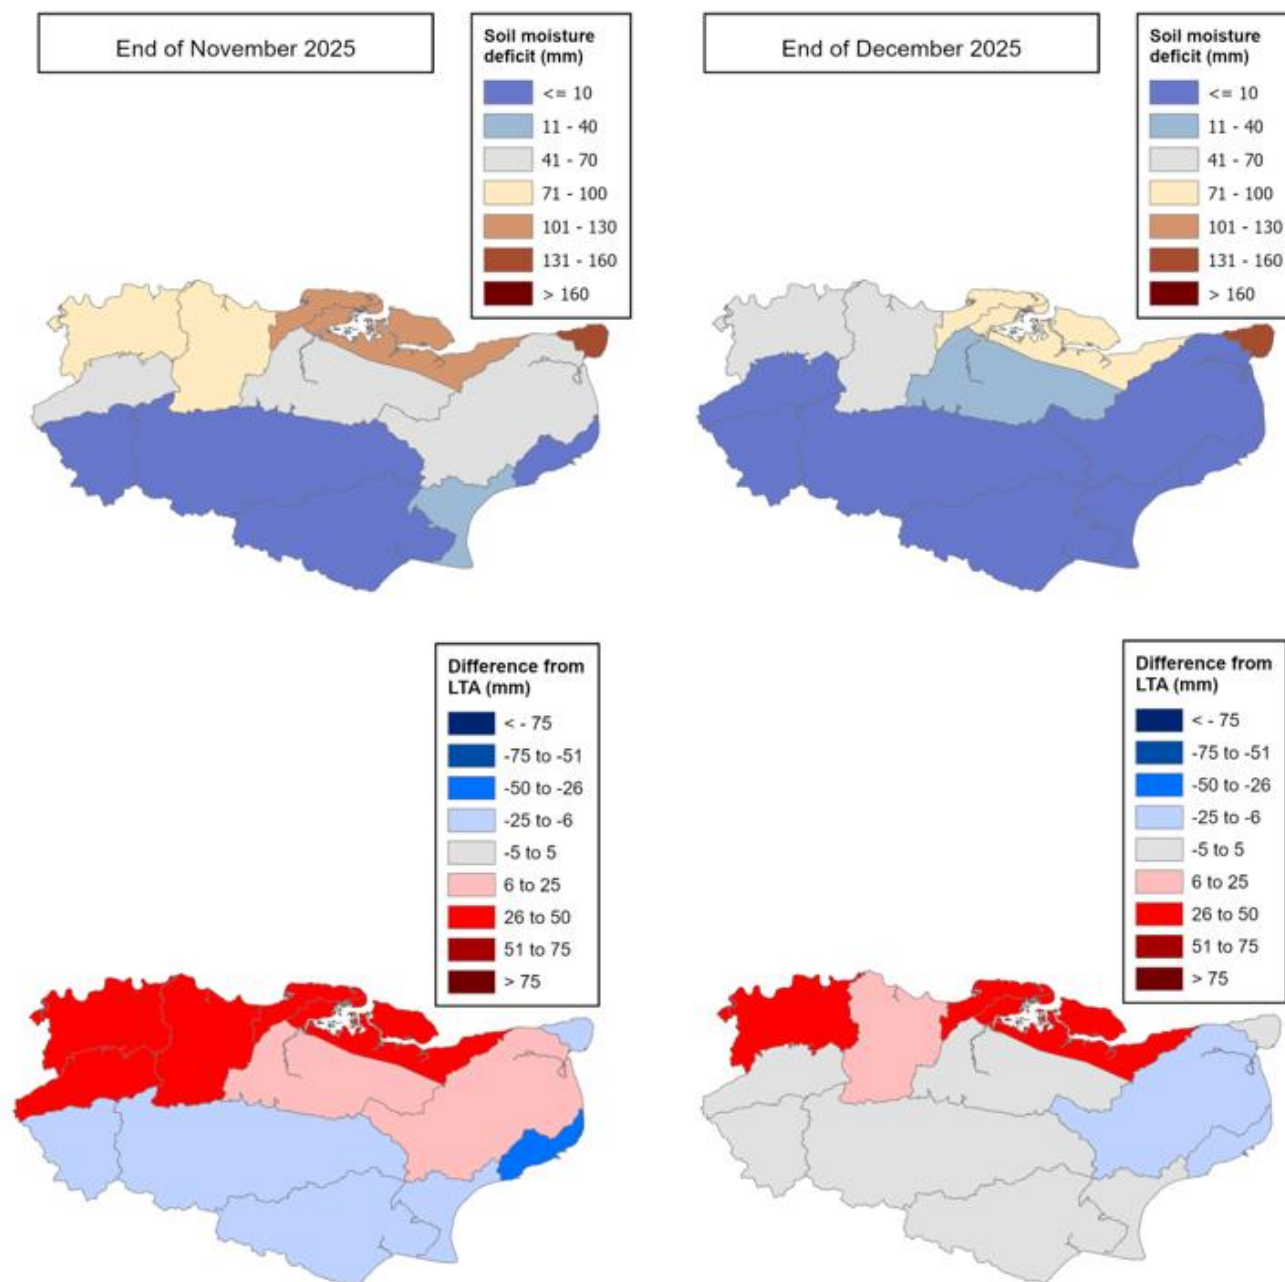 End of November 2025
Soil moisture
deficit (mm)
<= 10
11 - 40
41 - 70
71 - 100
101 - 130
131 - 160
> 160
End of December 2025
Soil moisture
deficit (mm)
<= 10
11 - 40
41 - 70
71 - 100
101 - 130
131 - 160
> 160
Difference from
LTA (mm)
< - 75
-75 to -51
-50 to -26
-25 to -6
-5 to 5
6 to 25
26 to 50
51 to 75
> 75
Difference from
LTA (mm)
< - 75
-75 to -51
-50 to -26
-25 to -6
-5 to 5
6 to 25
26 to 50
51 to 75
> 75